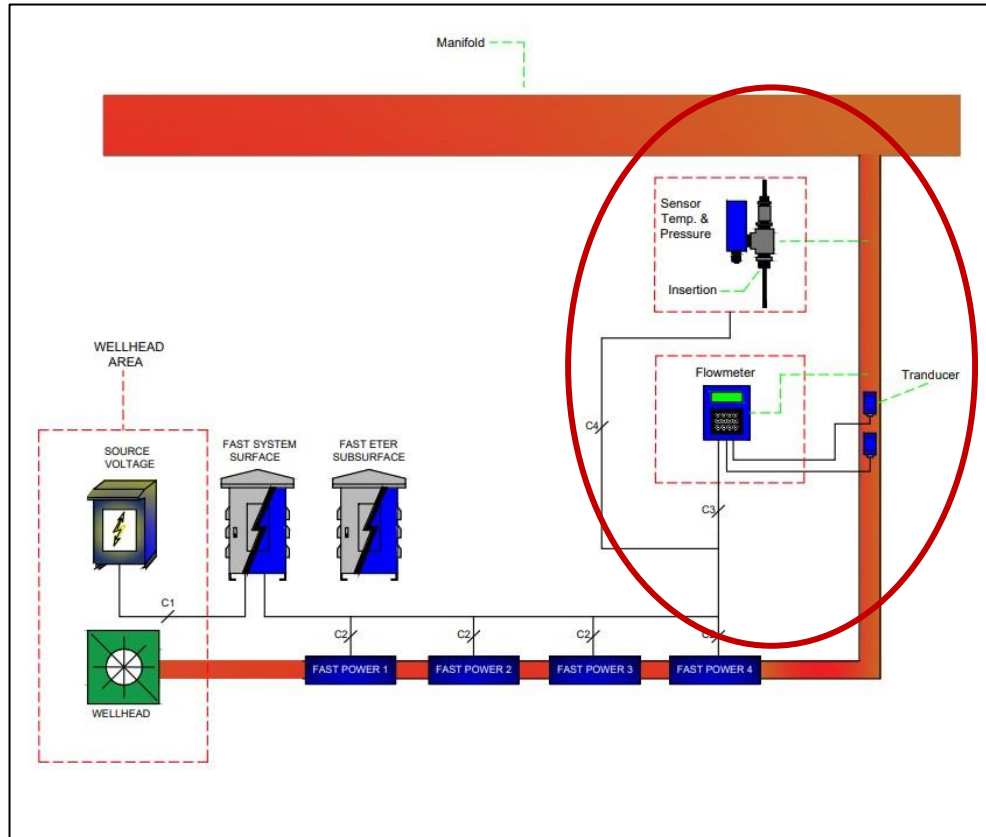 Manifold
Sensor
Temp. &
Pressure
Insertion
WELLHEAD
AREA
Flowmeter
Tranducer
C4
SOURCE
VOLTAGE
FAST SYSTEM
SURFACE
FAST ETER
SUBSURFACE
C3
C1
C2
C2
C2
FAST POWER 1
FAST POWER 2
FAST POWER 3
FAST POWER 4
WELLHEAD